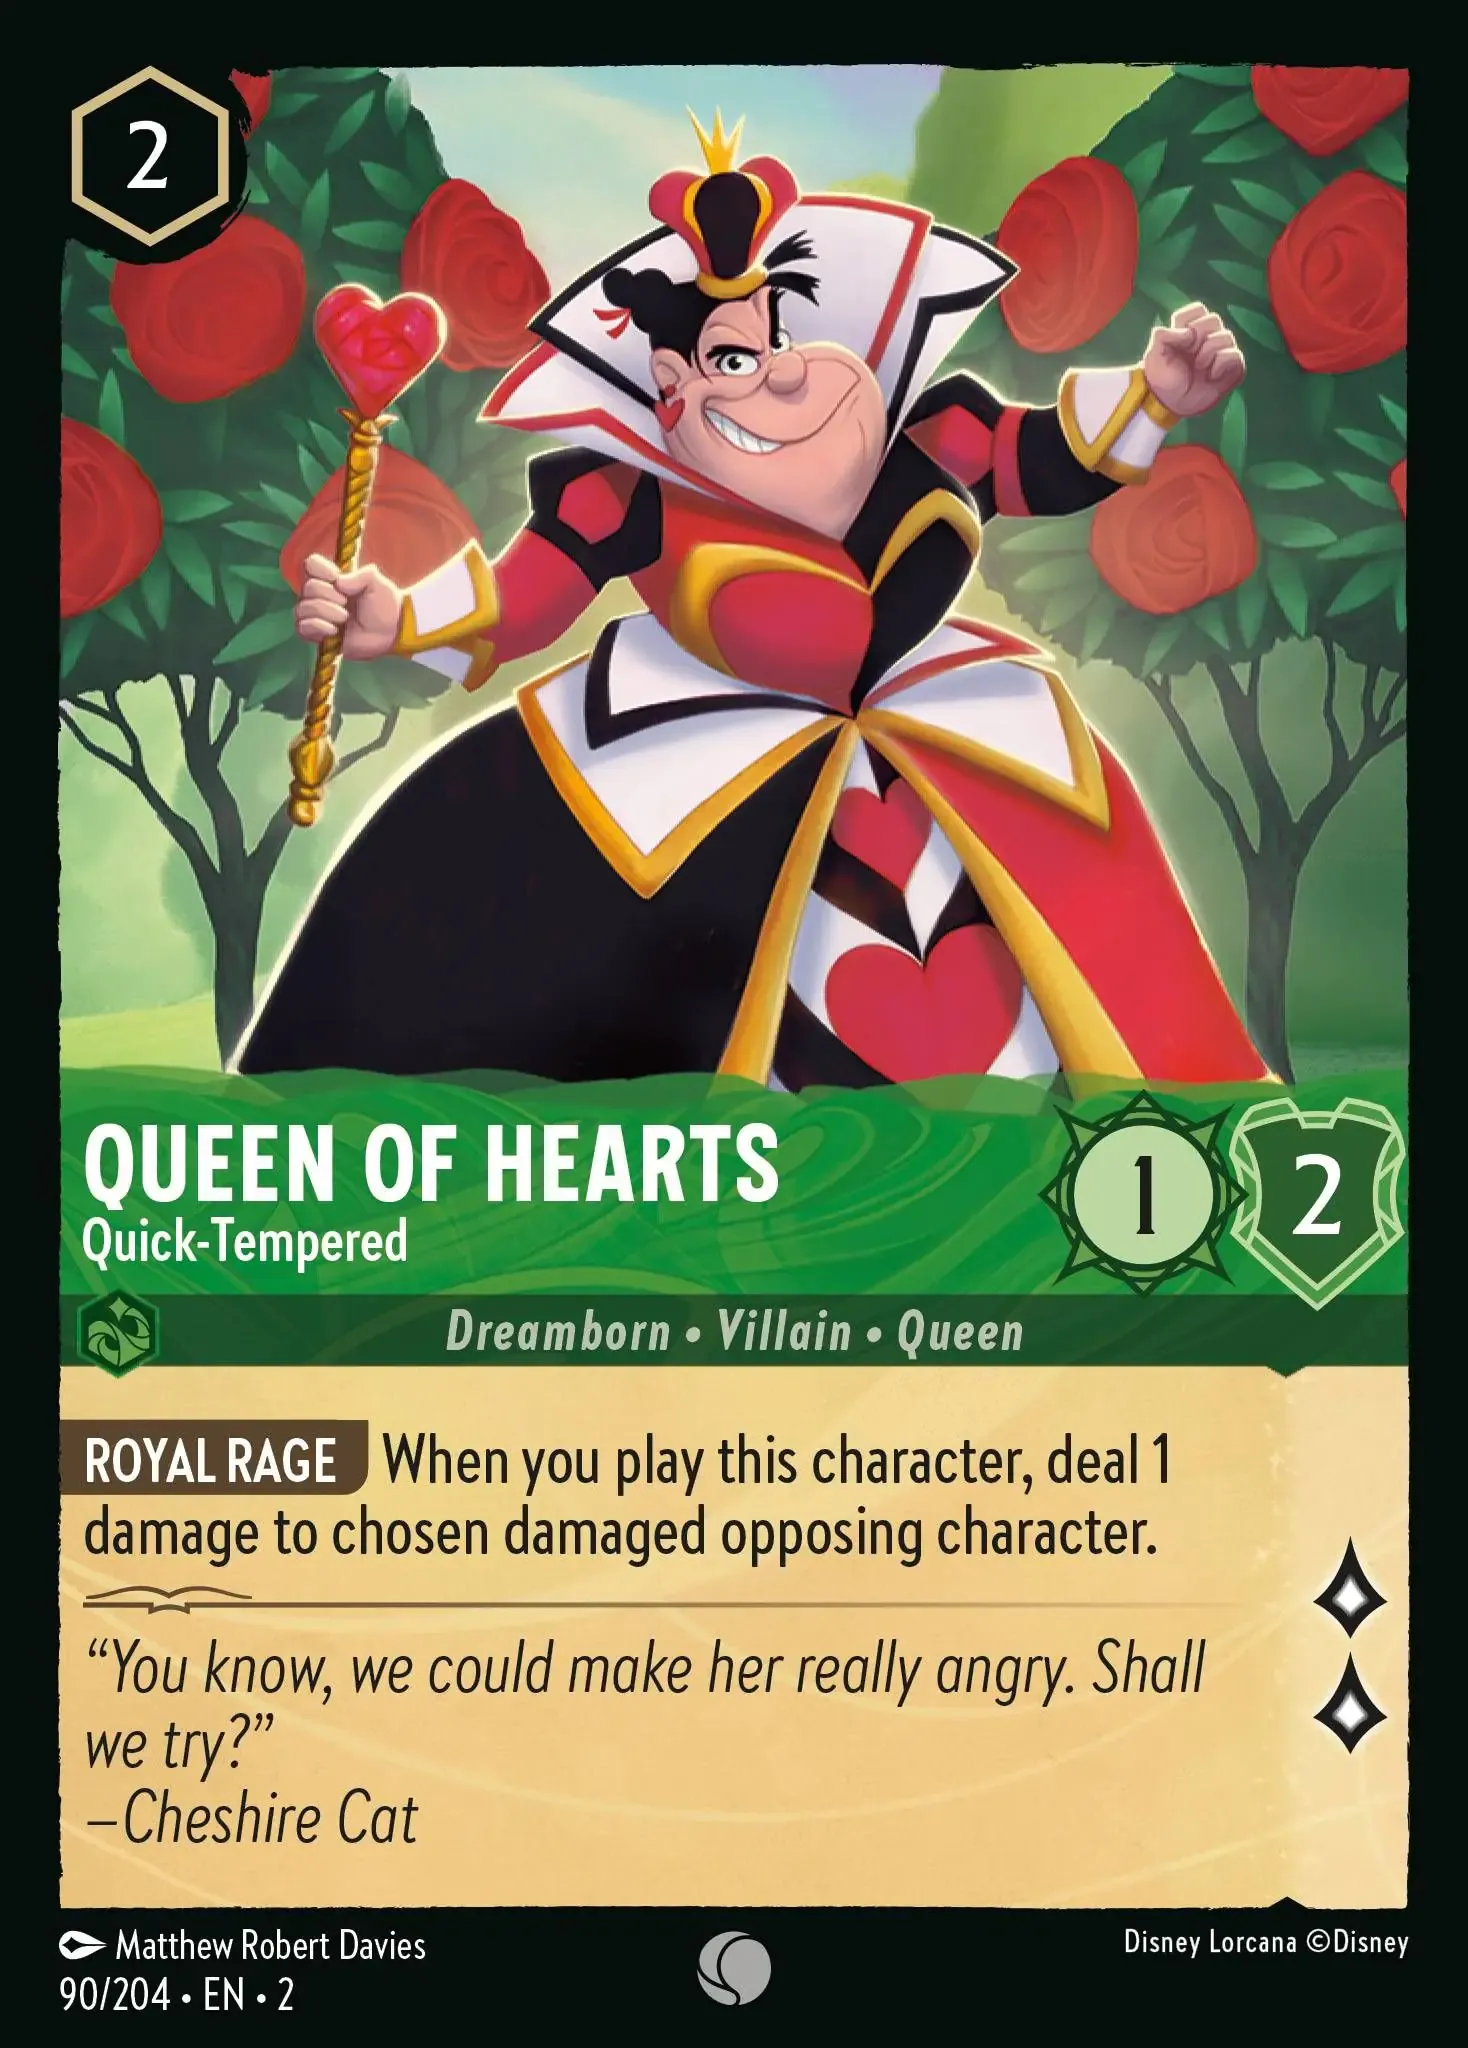 2
QUEEN OF HEARTS
Quick-Tempered
1
2
Dreamborn • Villain • Queen
ROYAL RAGE When you play this character, deal 1
damage to chosen damaged opposing character.
“You know, we could make her really angry. Shall
we try?”
–Cheshire Cat
Matthew Robert Davies
90/204 • EN • 2
Disney Lorcana ©Disney